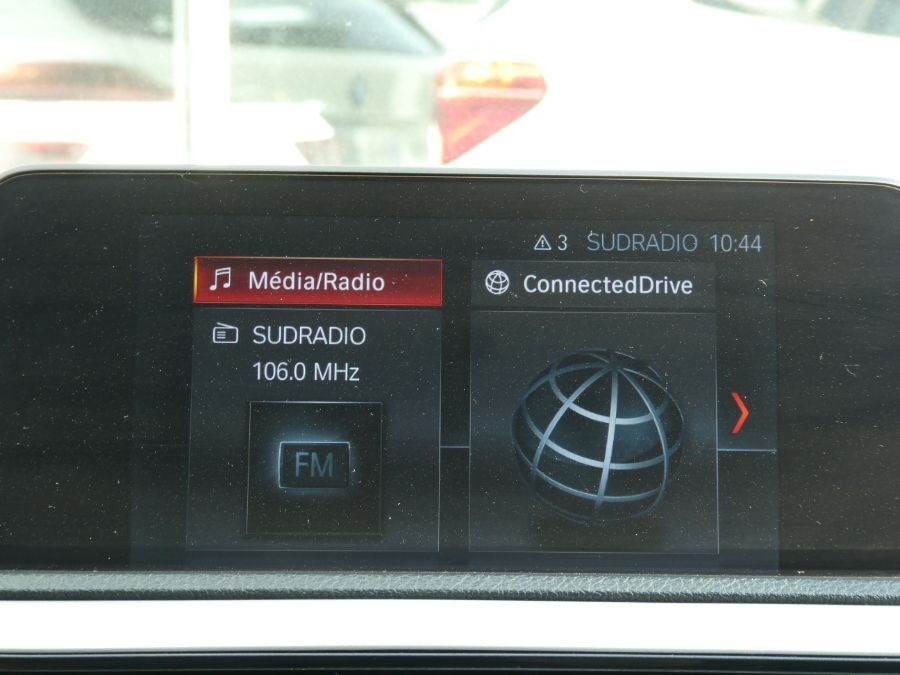 3 SUDRADIO 10:44
Média/Radio
SUDRADIO
106.0 MHz
FM
ConnectedDrive